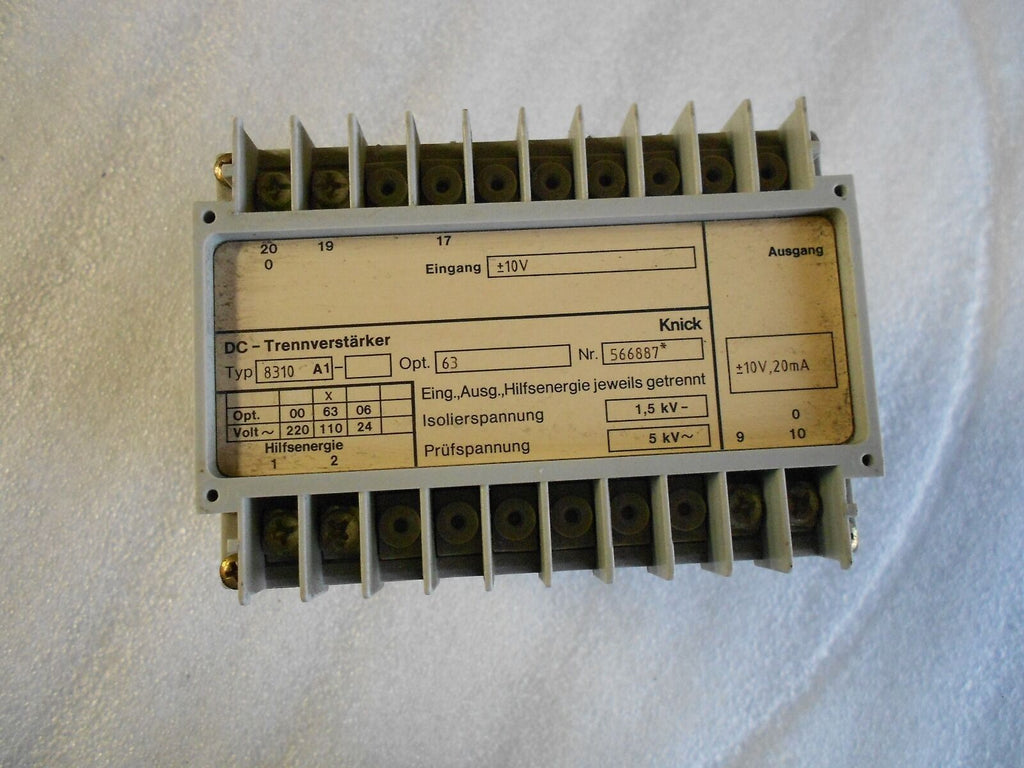 20 19 17
0
Eingang ±10V
Ausgang
DC - Trennverstärker Knick
Typ 8310 A1- Opt. 63 Nr. 566887*
±10V, 20mA
x
Opt. 00 63 06
Volt ~ 220 110 24
Hilfsenergie
1 2
Eing., Ausg., Hilfsenergie jeweils getrennt
Isolierspannung 1,5 kV -
Prüfspannung 5 kV ~
0
9 10